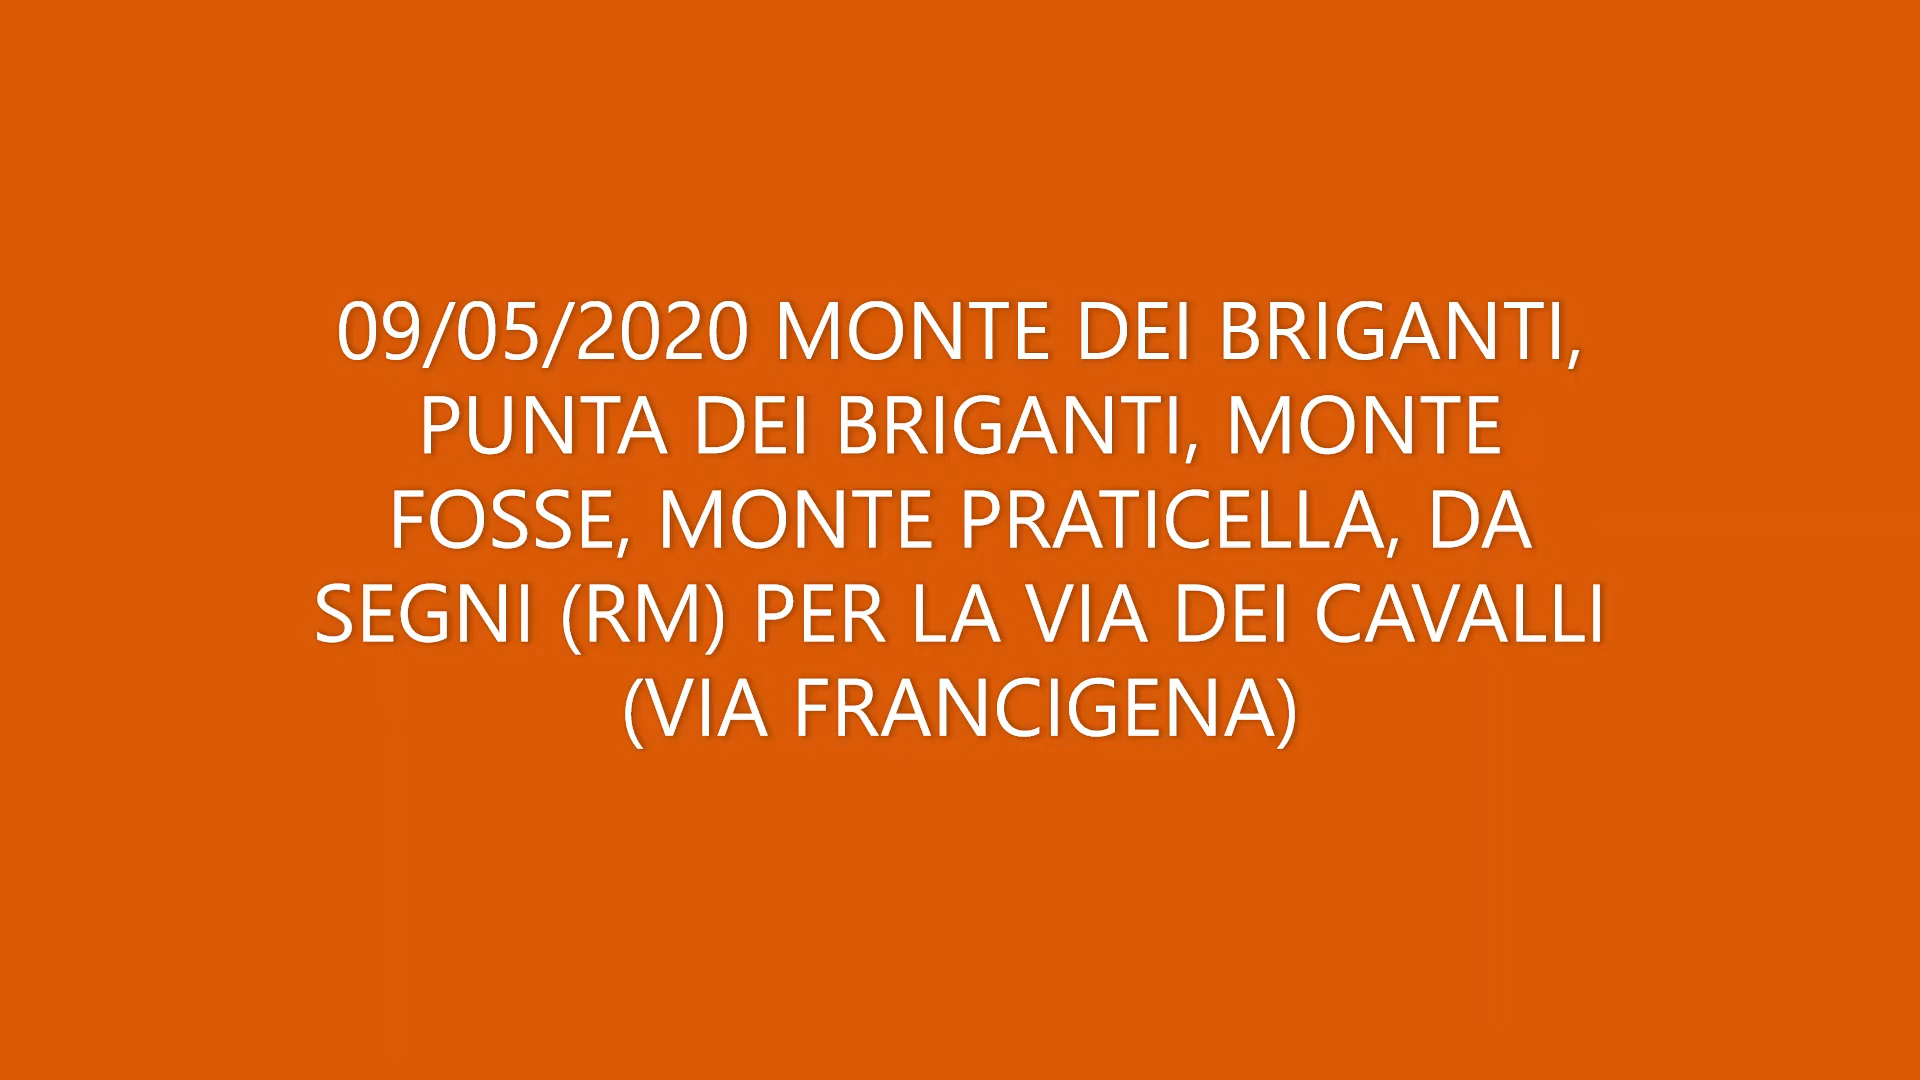 09/05/2020 MONTE DEI BRIGANTI,
PUNTA DEI BRIGANTI, MONTE
FOSSE, MONTE PRATICELLA, DA
SEGNI (RM) PER LA VIA DEI CAVALLI
(VIA FRANCIGENA)